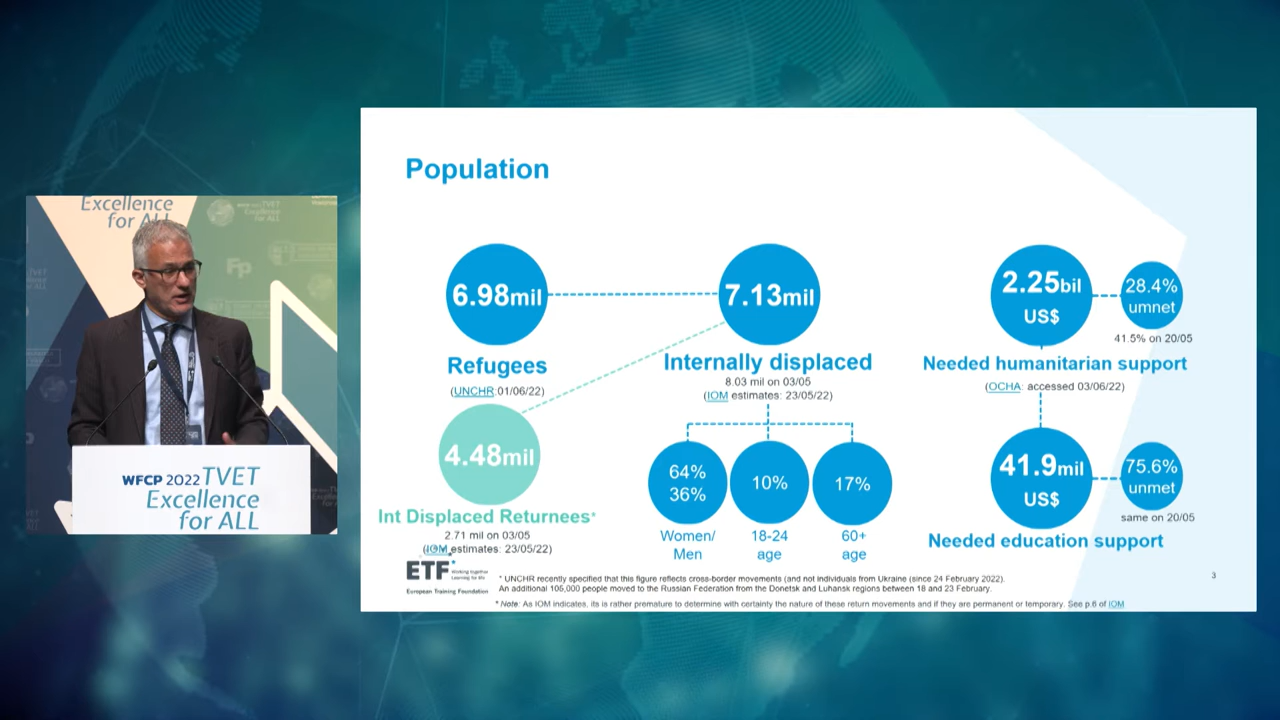 Excellence
for ALL
TVET
Excellence
for ALL
Fp
WFCP 2022 TVET
Excellence
for ALL
Population
6.98mil
Refugees
(UNCHR:01/06/22)
4.48mil
Int Displaced Returnees*
2.71 mil on 03/05
(IOM estimates: 23/05/22)
7.13mil
Internally displaced
8.03 mil on 03/05
(IOM estimates: 23/05/22)
64%
36%
Women/
Men
10%
18-24
age
17%
60+
age
2.25bil
US$
28.4%
umnet
41.5% on 20/05
Needed humanitarian support
(OCHA: accessed 03/06/22)
41.9mil
US$
75.6%
unmet
same on 20/05
Needed education support
ETF
Working together
Learning for life
European Training Foundation
* UNCHR recently specified that this figure reflects cross-border movements (and not individuals from Ukraine (since 24 February 2022).
An additional 105,000 people moved to the Russian Federation from the Donetsk and Luhansk regions between 18 and 23 February.
* Note: As IOM indicates, its is rather premature to determine with certainly the nature of these return movements and if they are permanent or temporary. See p.6 of IOM
3